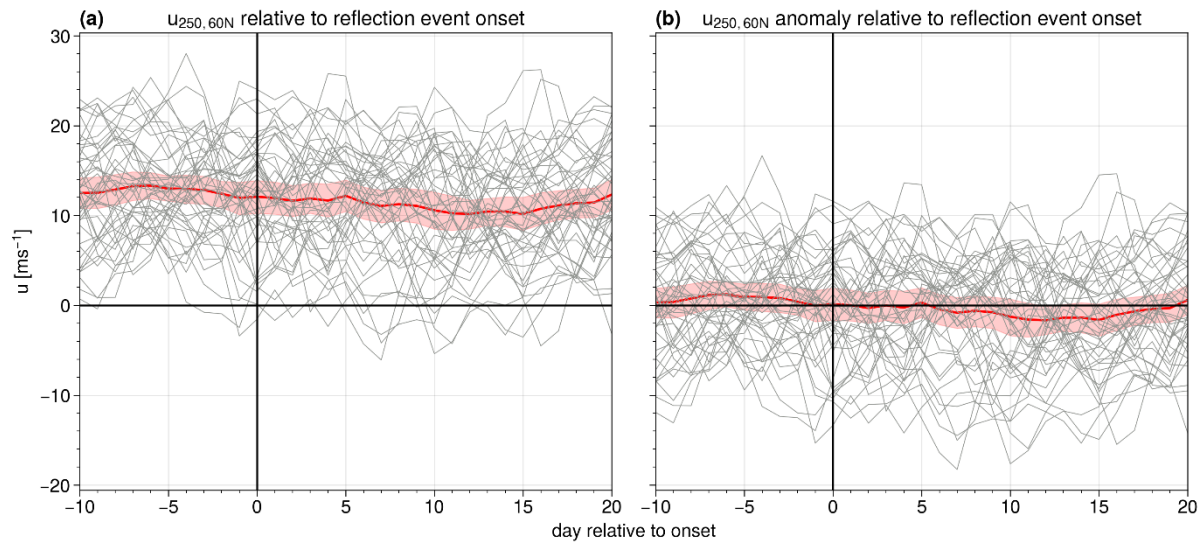 (a) u250, 60N relative to reflection event onset
(b) u250, 60N anomaly relative to reflection event onset
30
20
10
0
−10
−20
u [ms−1]
−10 −5 0 5 10 15 20
−10 −5 0 5 10 15 20
day relative to onset